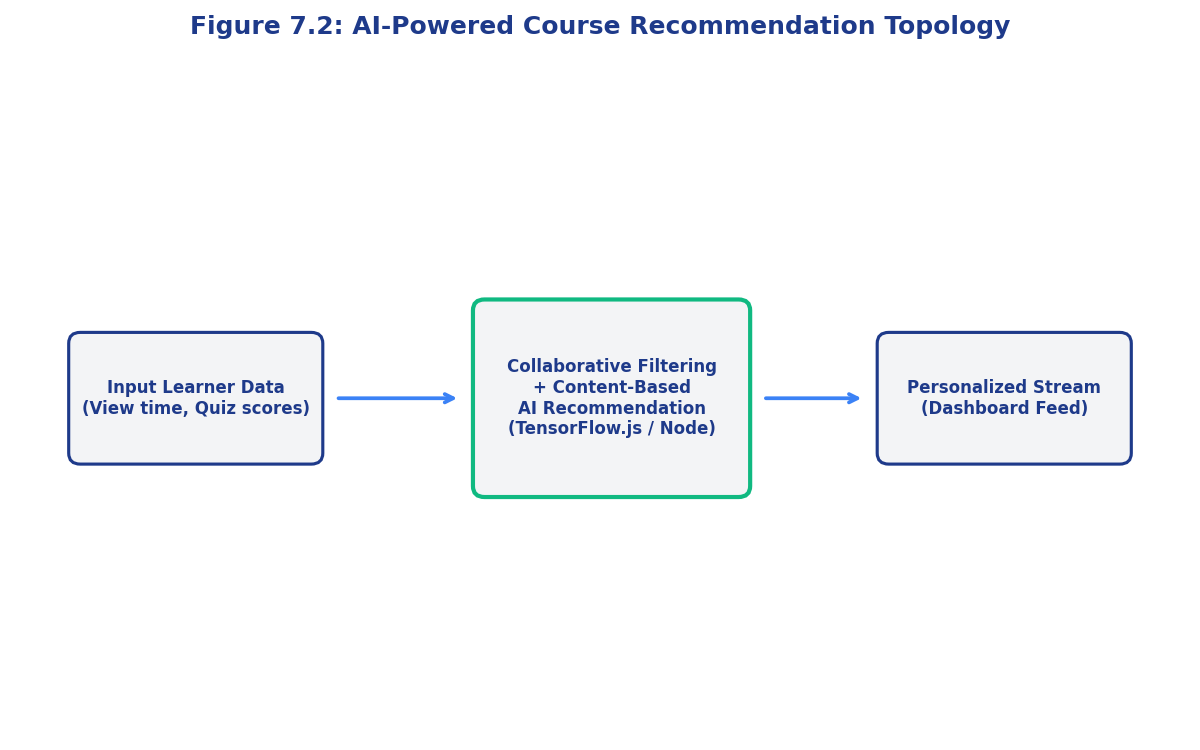 Figure 7.2: AI-Powered Course Recommendation Topology
Input Learner Data
(View time, Quiz scores)
Collaborative Filtering
+ Content-Based
AI Recommendation
(TensorFlow.js / Node)
Personalized Stream
(Dashboard Feed)